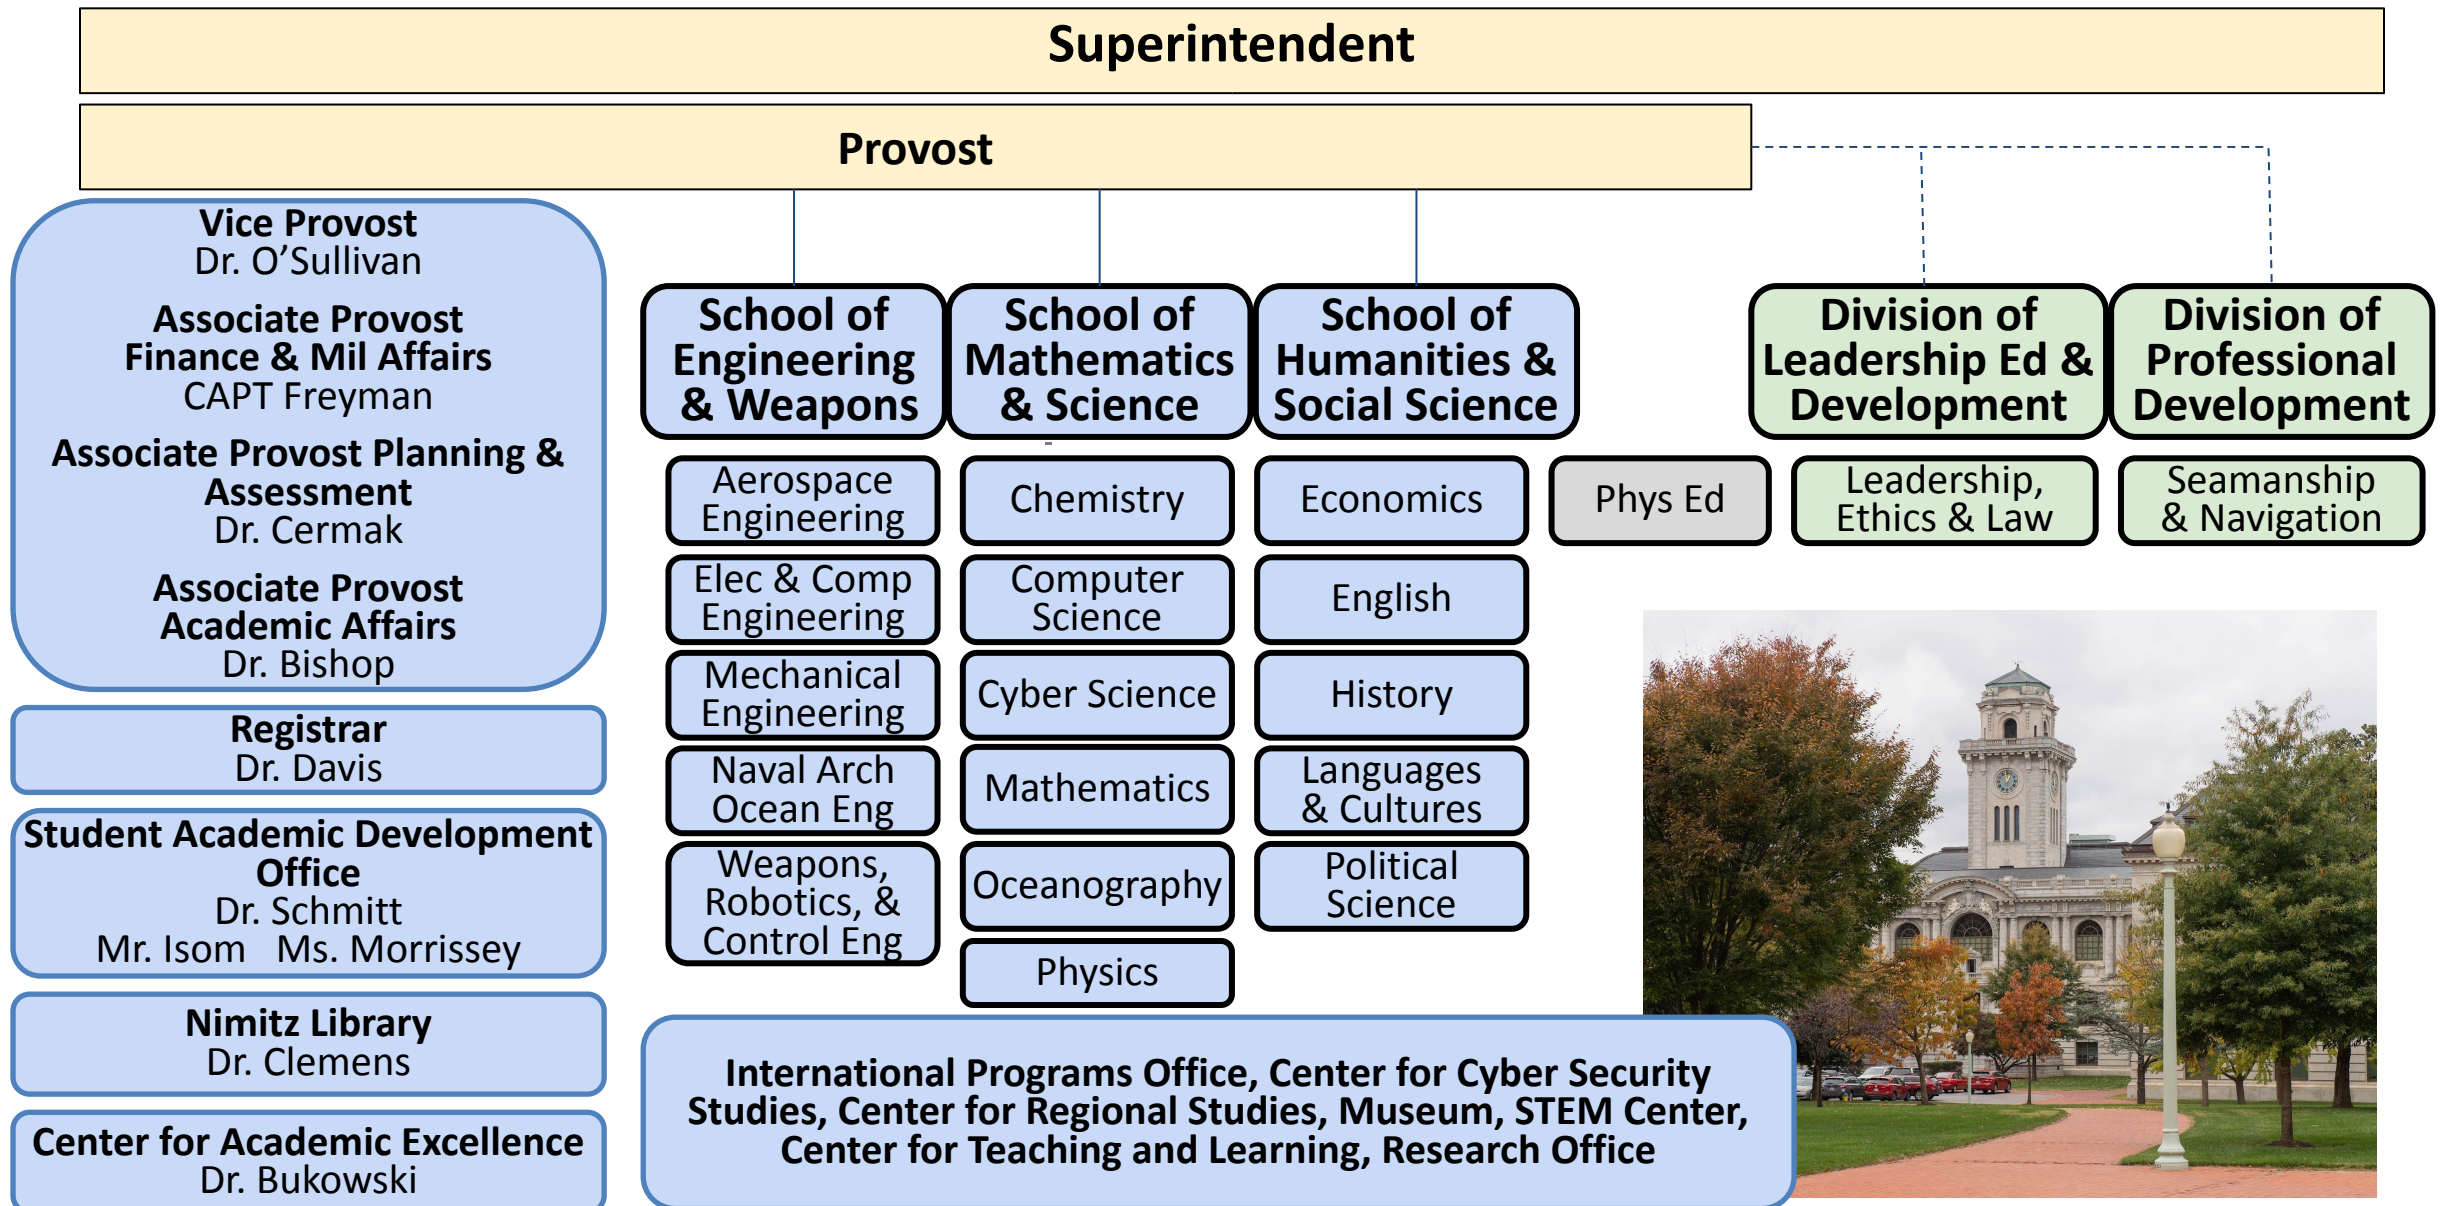 Superintendent
Provost
Vice Provost
Dr. O’Sullivan
Associate Provost
Finance & Mil Affairs
CAPT Freyman
Associate Provost Planning &
Assessment
Dr. Cermak
Associate Provost
Academic Affairs
Dr. Bishop
Registrar
Dr. Davis
Student Academic Development
Office
Dr. Schmitt
Mr. Isom Ms. Morrissey
Nimitz Library
Dr. Clemens
Center for Academic Excellence
Dr. Bukowski
School of
Engineering
& Weapons
Aerospace
Engineering
Elec & Comp
Engineering
Mechanical
Engineering
Naval Arch
Ocean Eng
Weapons,
Robotics, &
Control Eng
School of
Mathematics
& Science
-
Chemistry
Computer
Science
Cyber Science
Mathematics
Oceanography
Physics
School of
Humanities &
Social Science
Economics
English
History
Languages
& Cultures
Political
Science
Phys Ed
Division of
Leadership Ed &
Development
Leadership,
Ethics & Law
Division of
Professional
Development
Seamanship
& Navigation
International Programs Office, Center for Cyber Security
Studies, Center for Regional Studies, Museum, STEM Center,
Center for Teaching and Learning, Research Office